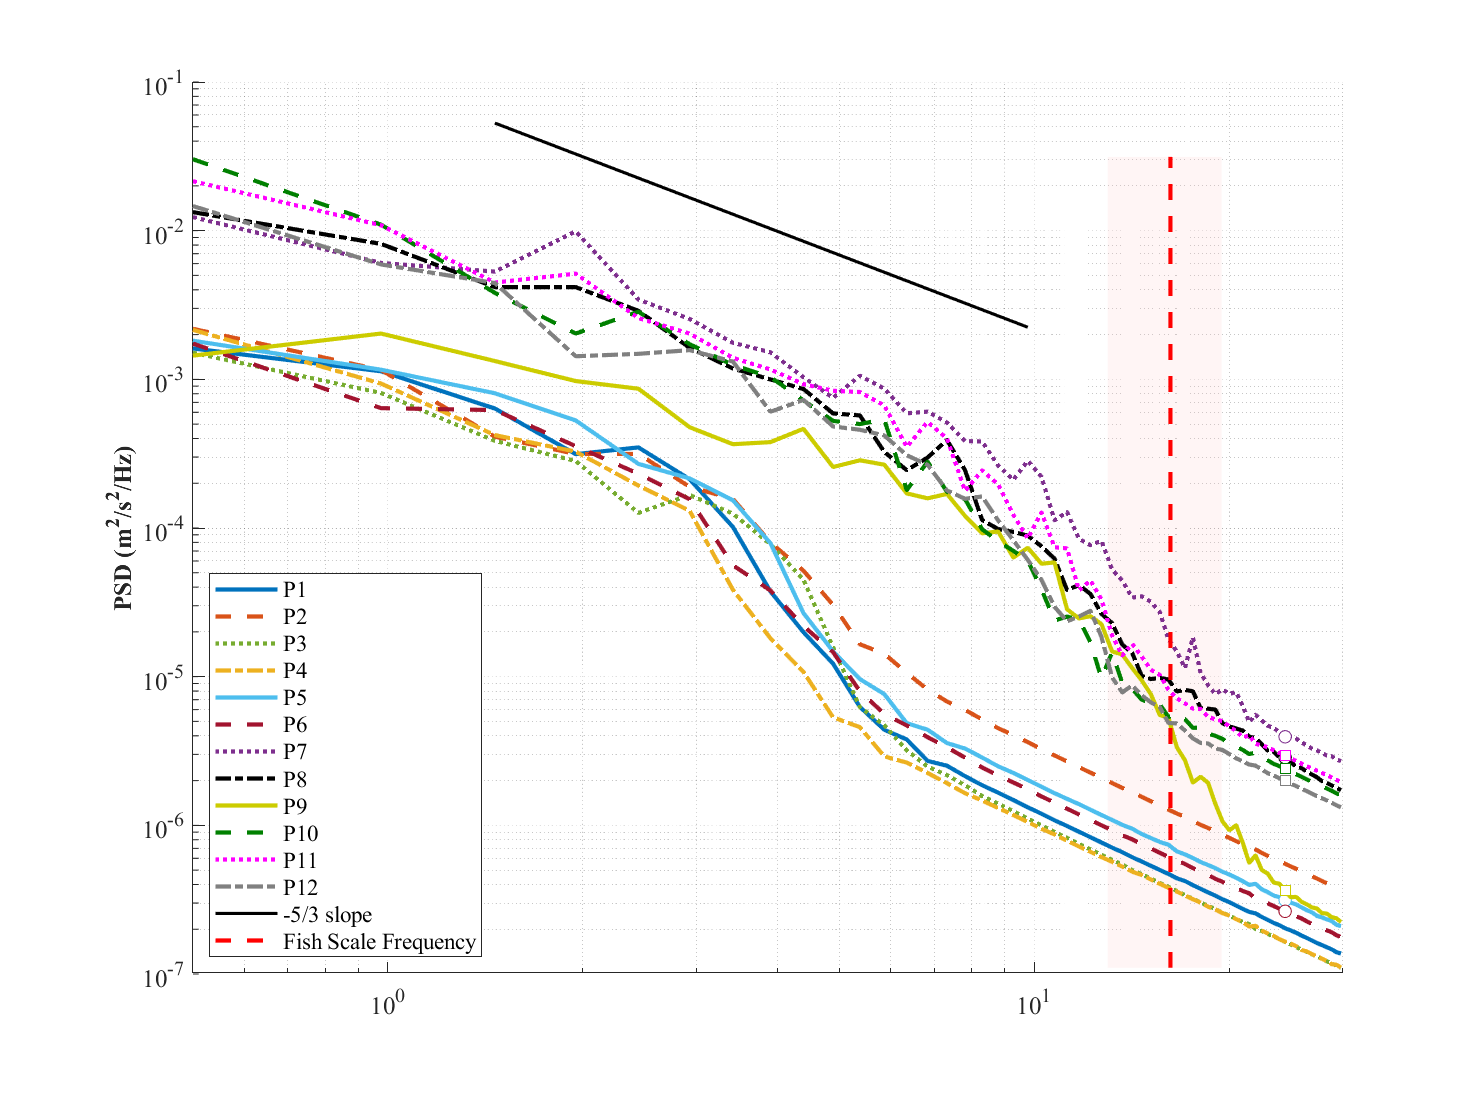 10^-1
10^-2
10^-3
10^-4
10^-5
10^-6
10^-7
PSD (m^2/s^2/Hz)
P1
P2
P3
P4
P5
P6
P7
P8
P9
P10
P11
P12
-5/3 slope
Fish Scale Frequency
10^0 10^1